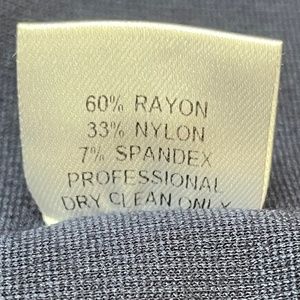 60% RAYON
33% NYLON
7% SPANDEX
PROFESSIONAL
DRY CLEAN ONLY